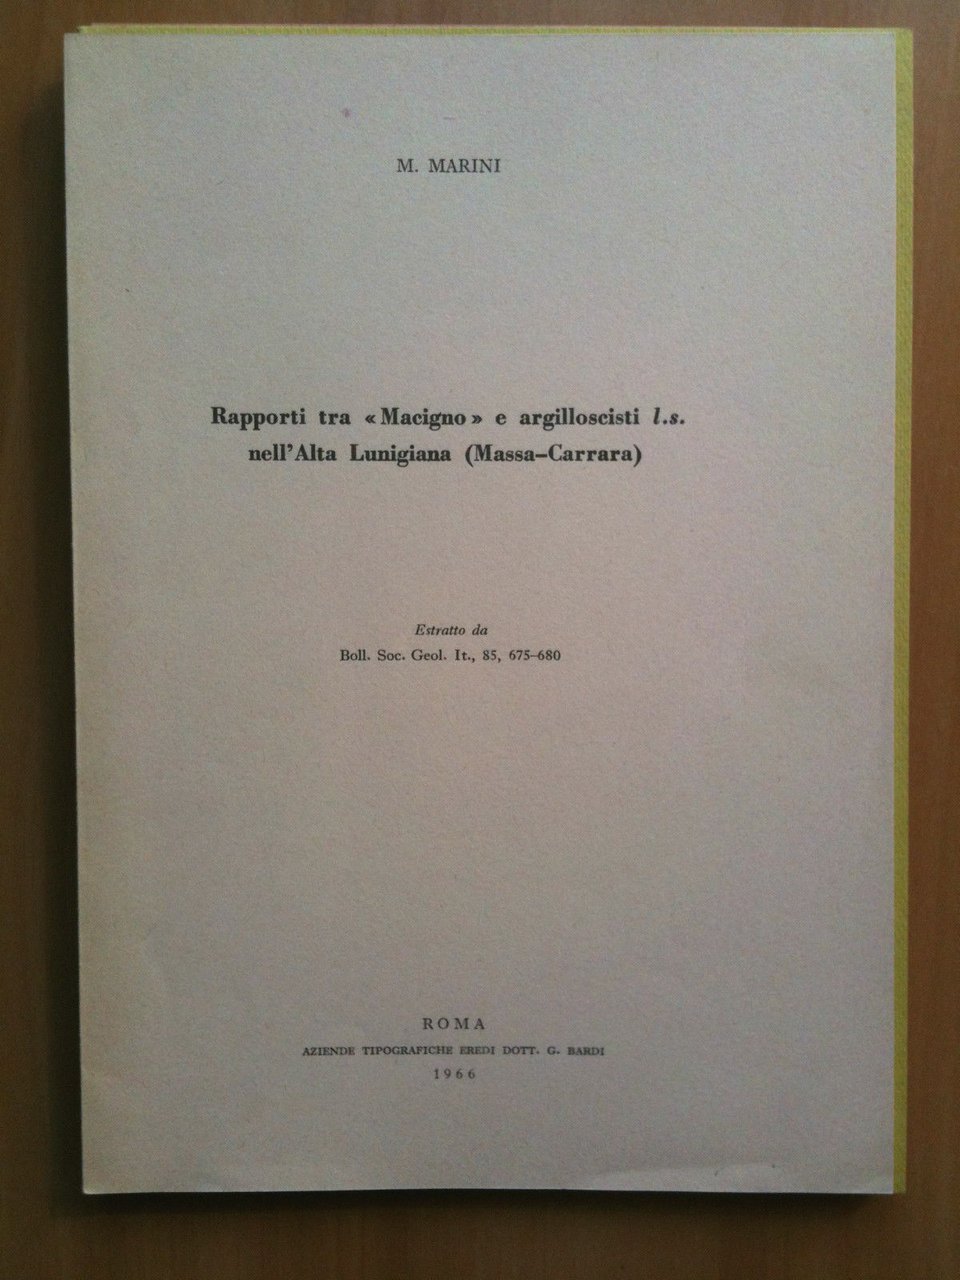 M. MARINI
Rapporti tra « Macigno » e argilloscisti l.s.
nell'Alta Lunigiana (Massa–Carrara)
Estratto da
Boll. Soc. Geol. It., 85, 675–680
ROMA
AZIENDE TIPOGRAFICHE EREDI DOTT. G. BARDI
1966